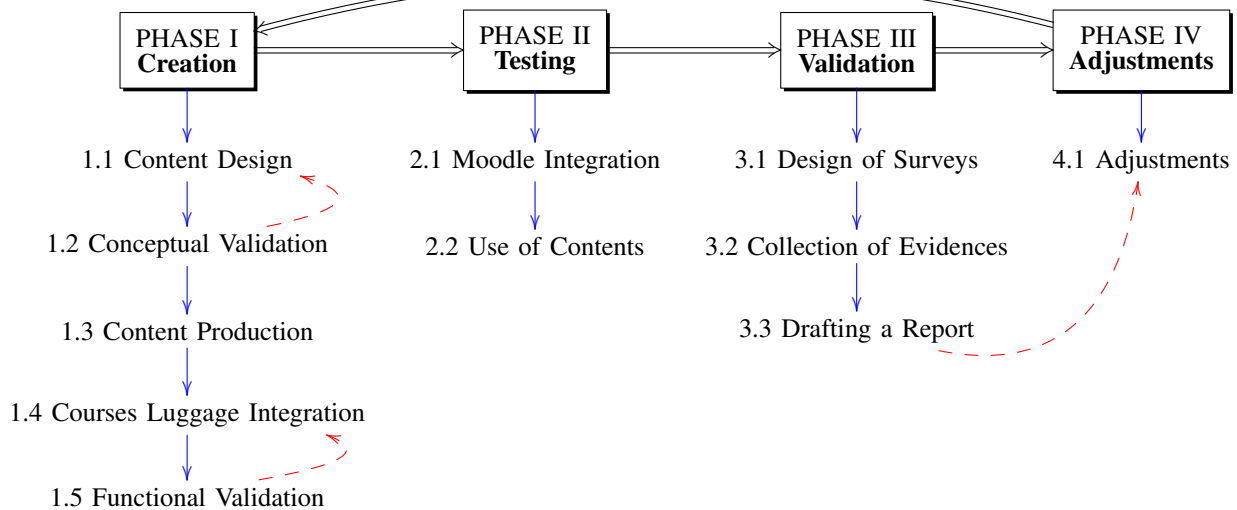 PHASE I
Creation
PHASE II
Testing
PHASE III
Validation
PHASE IV
Adjustments
1.1 Content Design
2.1 Moodle Integration
3.1 Design of Surveys
4.1 Adjustments
1.2 Conceptual Validation
2.2 Use of Contents
3.2 Collection of Evidences
1.3 Content Production
3.3 Drafting a Report
1.4 Courses Luggage Integration
1.5 Functional Validation